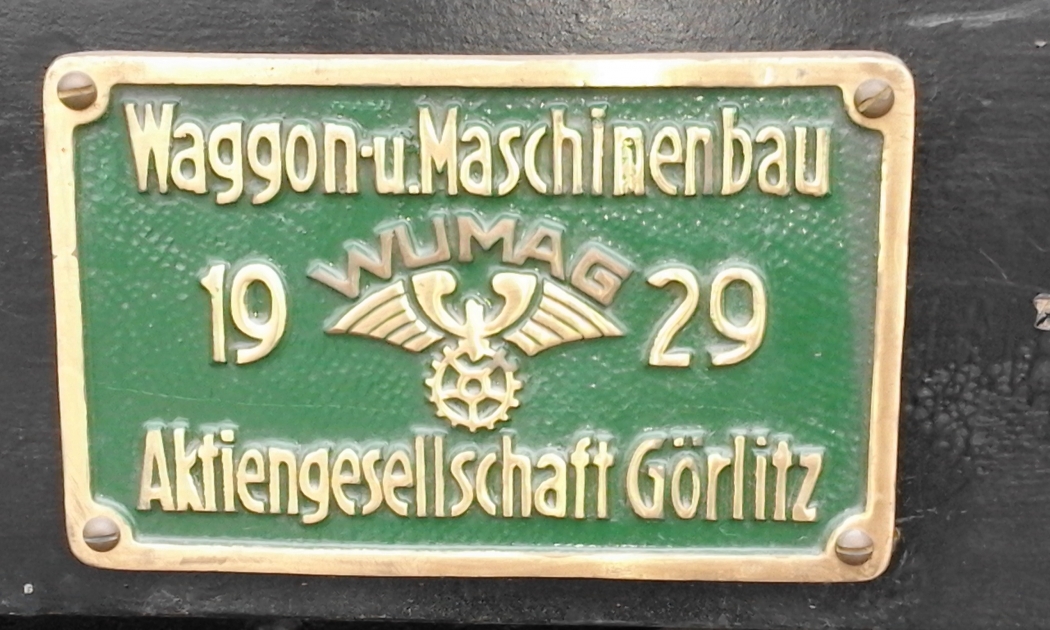 Waggon- u. Maschinenbau
WUMAG
19 29
Aktiengesellschaft Görlitz